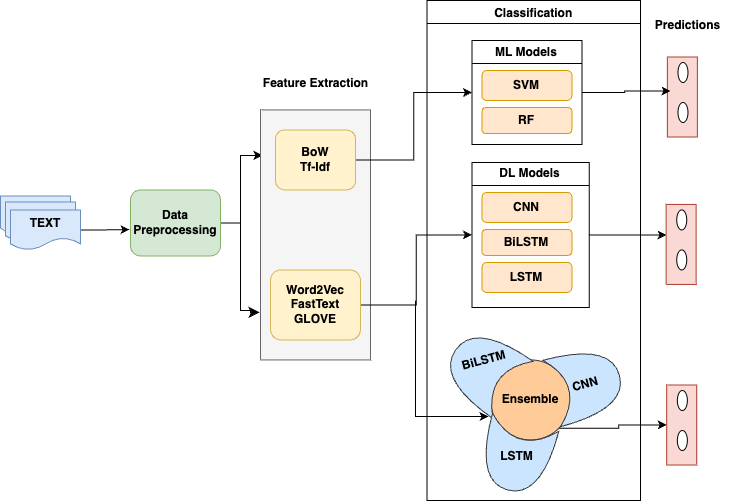 Classification
Predictions
ML Models
SVM
RF
Feature Extraction
BoW
Tf-Idf
DL Models
CNN
BiLSTM
LSTM
TEXT
Data
Preprocessing
Word2Vec
FastText
GLOVE
BiLSTM
CNN
Ensemble
LSTM